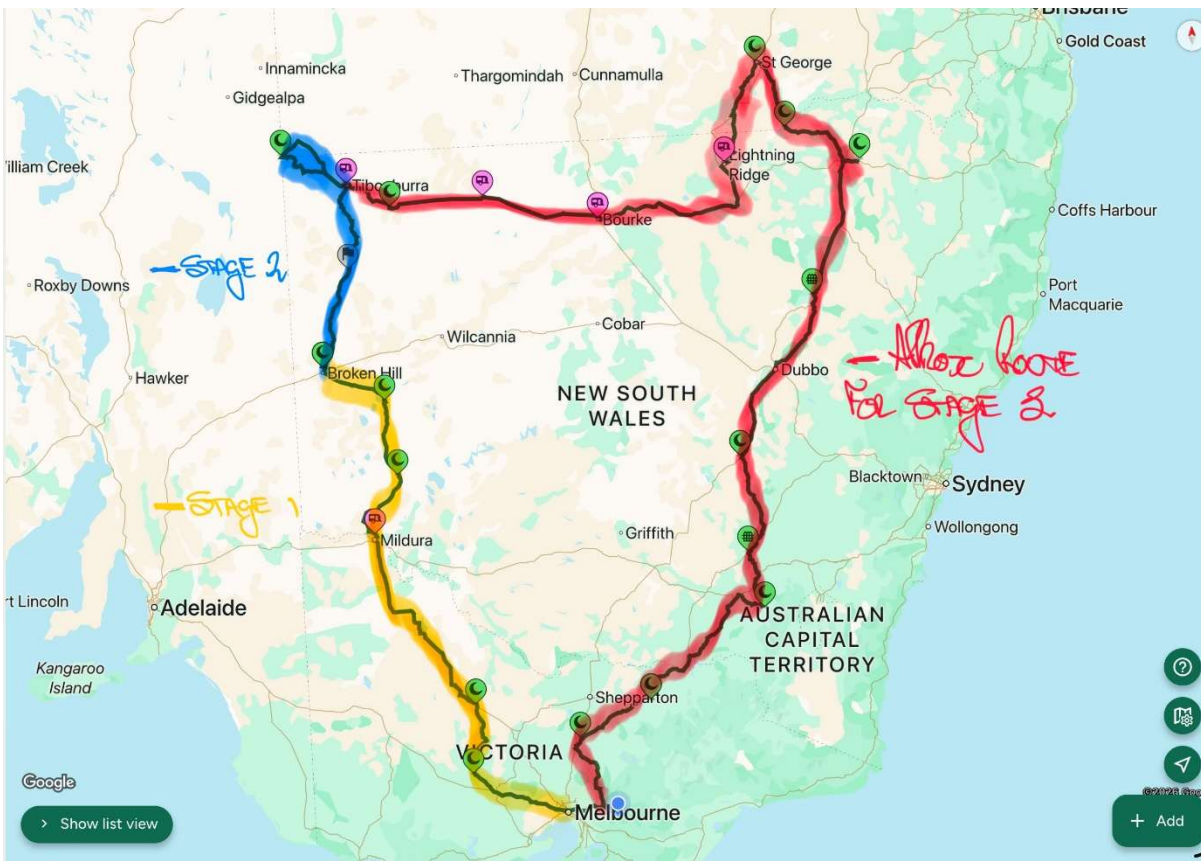 Brisbane
Gold Coast
Innamincka
Thargomindah
Cunnamulla
St George
Gidgealpa
William Creek
Tibooburra
Lightning
Ridge
Bourke
Coffs Harbour
- STAGE 2
Roxby Downs
Port
Macquarie
Cobar
Wilcannia
Hawker
Broken Hill
Dubbo
NEW SOUTH
WALES
ROUTE
FOR STAGE
Blacktown
Sydney
- STAGE 1
Wollongong
Griffith
Mildura
rt Lincoln
Adelaide
AUSTRALIAN
CAPITAL
TERRITORY
Kangaroo
Island
Shepparton
VICTORIA
Google
©2026 Goo
Melbourne
> Show list view
+ Add